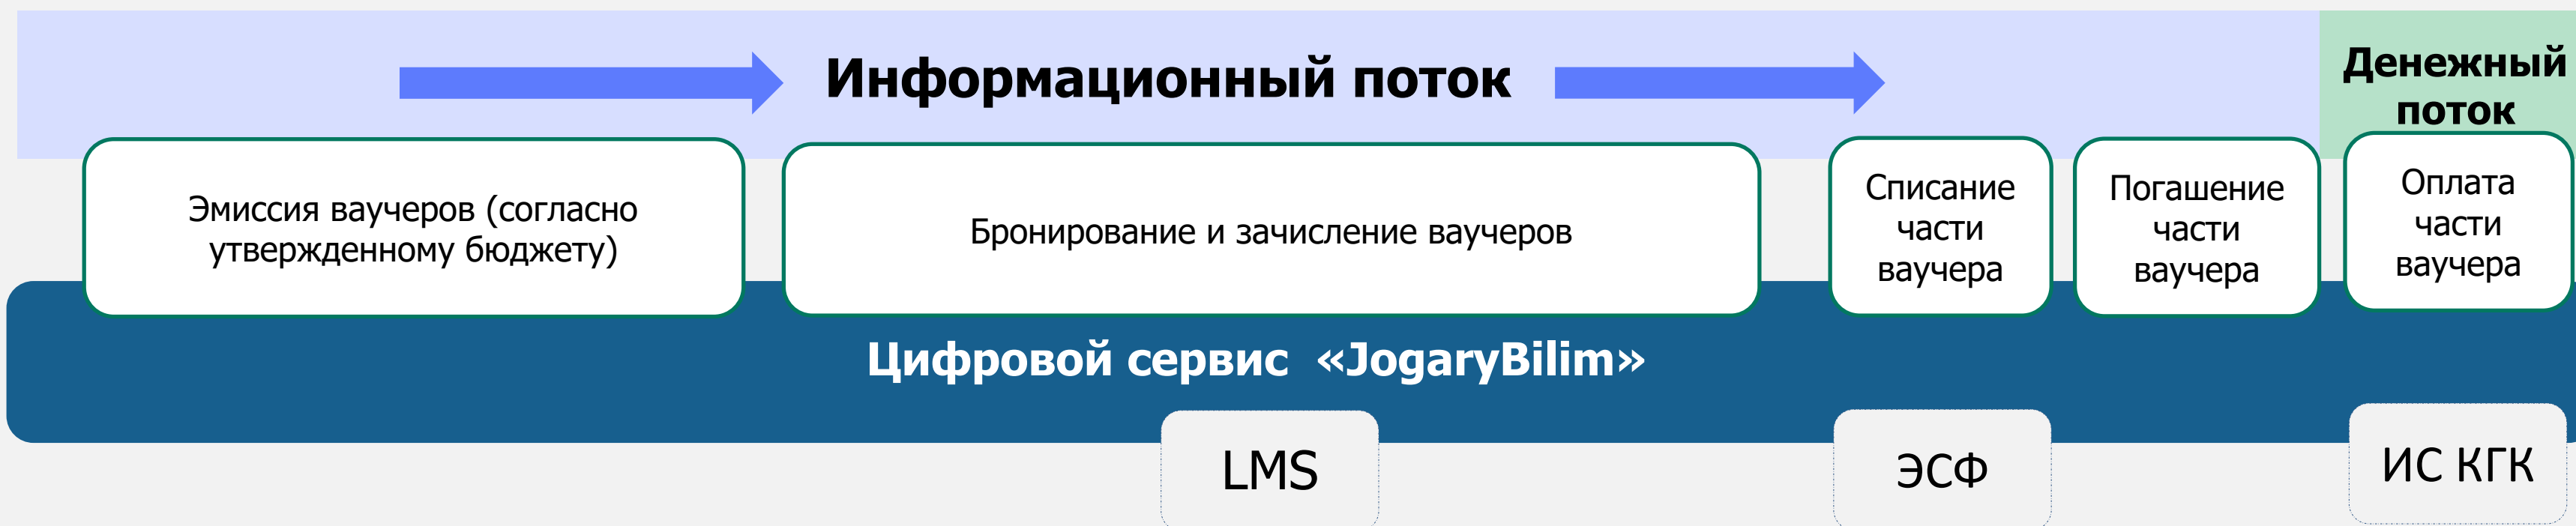 Информационный поток
Денежный
поток
Эмиссия ваучеров (согласно
утвержденному бюджету)
Бронирование и зачисление ваучеров
Списание
части
ваучера
Погашение
части
ваучера
Оплата
части
ваучера
Цифровой сервис «JogaryBilim»
LMS
ЭСФ
ИС КГК